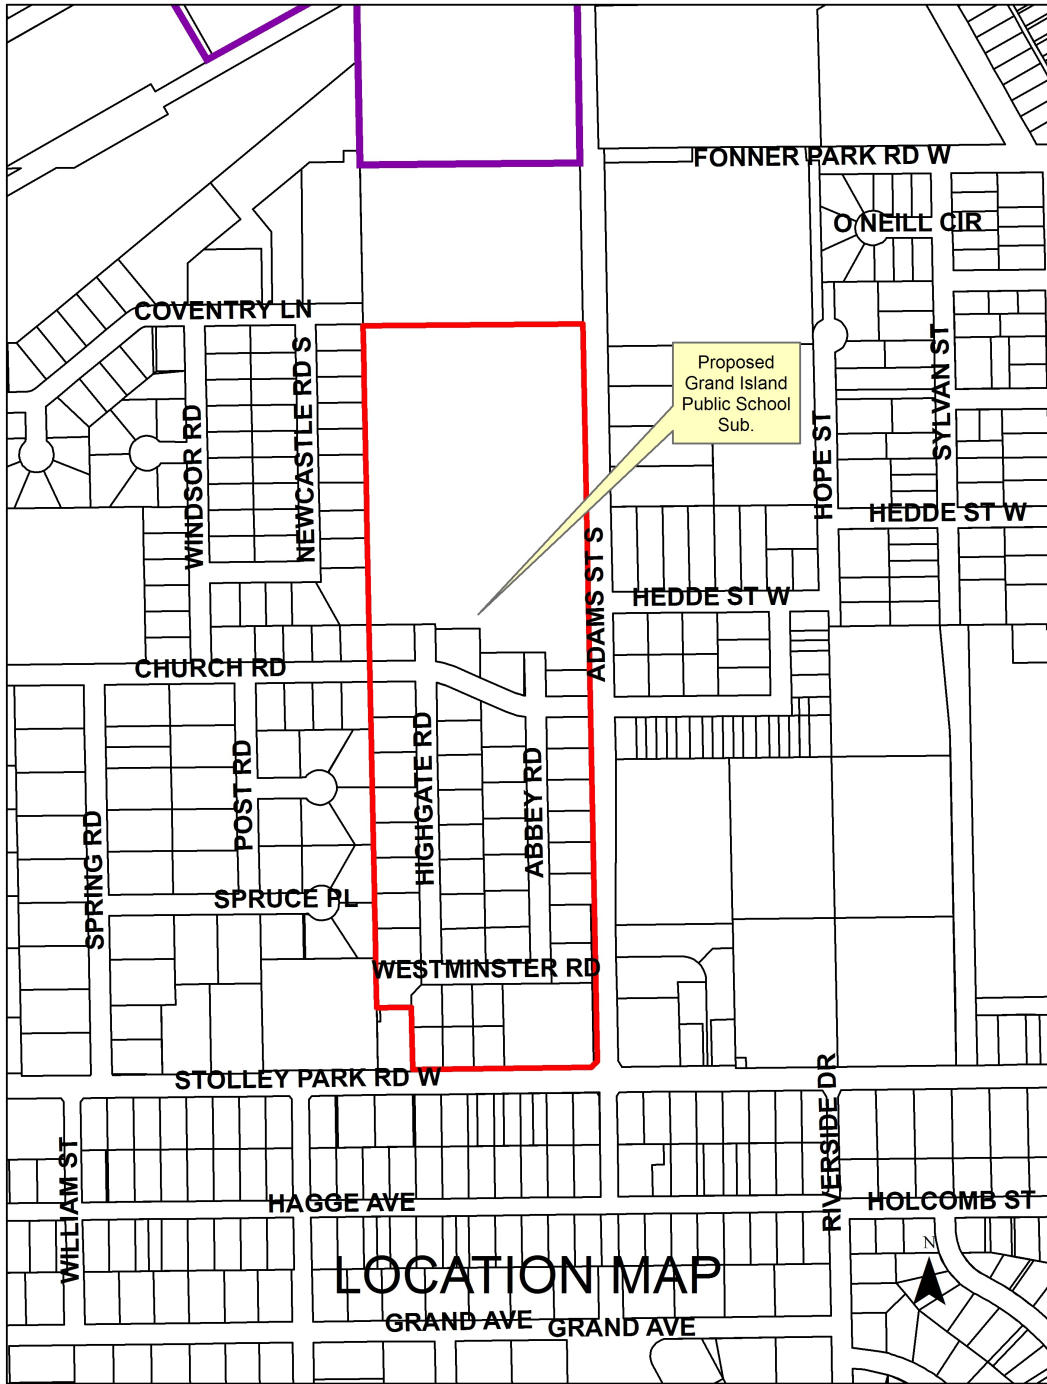 FONNER PARK RD W
O NEILL CIR
COVENTRY LN
NEWCASTLE RD S
WINDSOR RD
Proposed
Grand Island
Public School
Sub.
SYLVAN ST
HOPE ST
HEDDE ST W
ADAMS ST S
HEDDE ST W
CHURCH RD
HIGHGATE RD
POST RD
ABBEY RD
SPRING RD
SPRUCE PL
WESTMINSTER RD
STOLLEY PARK RD W
RIVERSIDE DR
WILLIAM ST
HAGGE AVE
HOLCOMB ST
N
LOCATION MAP
GRAND AVE
GRAND AVE